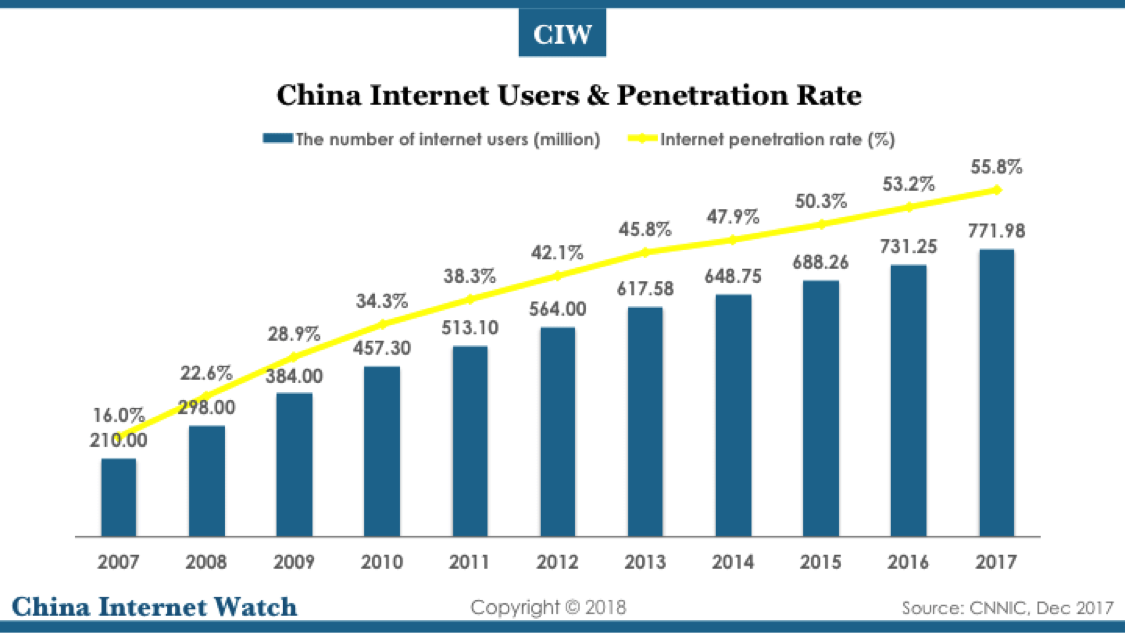 CIW
China Internet Users & Penetration Rate
The number of internet users (million) Internet penetration rate (%)
16.0% 22.6% 28.9% 34.3% 38.3% 42.1% 45.8% 47.9% 50.3% 53.2% 55.8%
210.00 298.00 384.00 457.30 513.10 564.00 617.58 648.75 688.26 731.25 771.98
2007 2008 2009 2010 2011 2012 2013 2014 2015 2016 2017
China Internet Watch Copyright © 2018 Source: CNNIC, Dec 2017